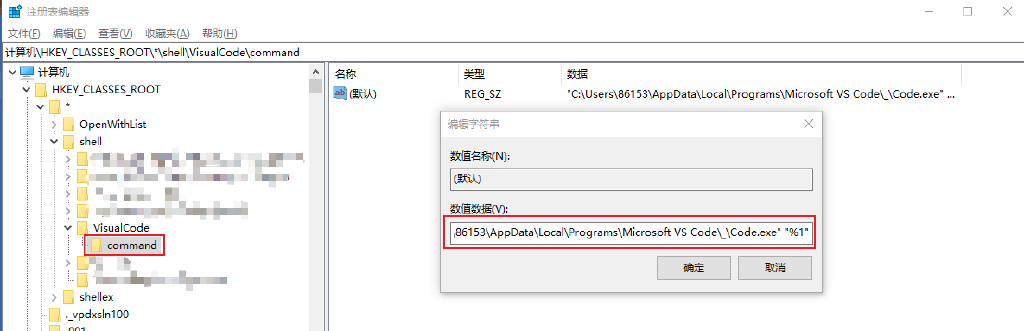 注册表编辑器
文件(F) 编辑(E) 查看(V) 收藏夹(A) 帮助(H)
计算机\HKEY_CLASSES_ROOT\*\shell\VisualCode\command
计算机
HKEY_CLASSES_ROOT
*
OpenWithList
shell
VisualCode
command
shellex
._vpdxsln100
.001
名称 类型 数据
ab (默认) REG_SZ "C:\Users\86153\AppData\Local\Programs\Microsoft VS Code\_\Code.exe" ...
编辑字符串
数值名称(N):
(默认)
数值数据(V):
86153\AppData\Local\Programs\Microsoft VS Code\_\Code.exe" "%1"
确定 取消